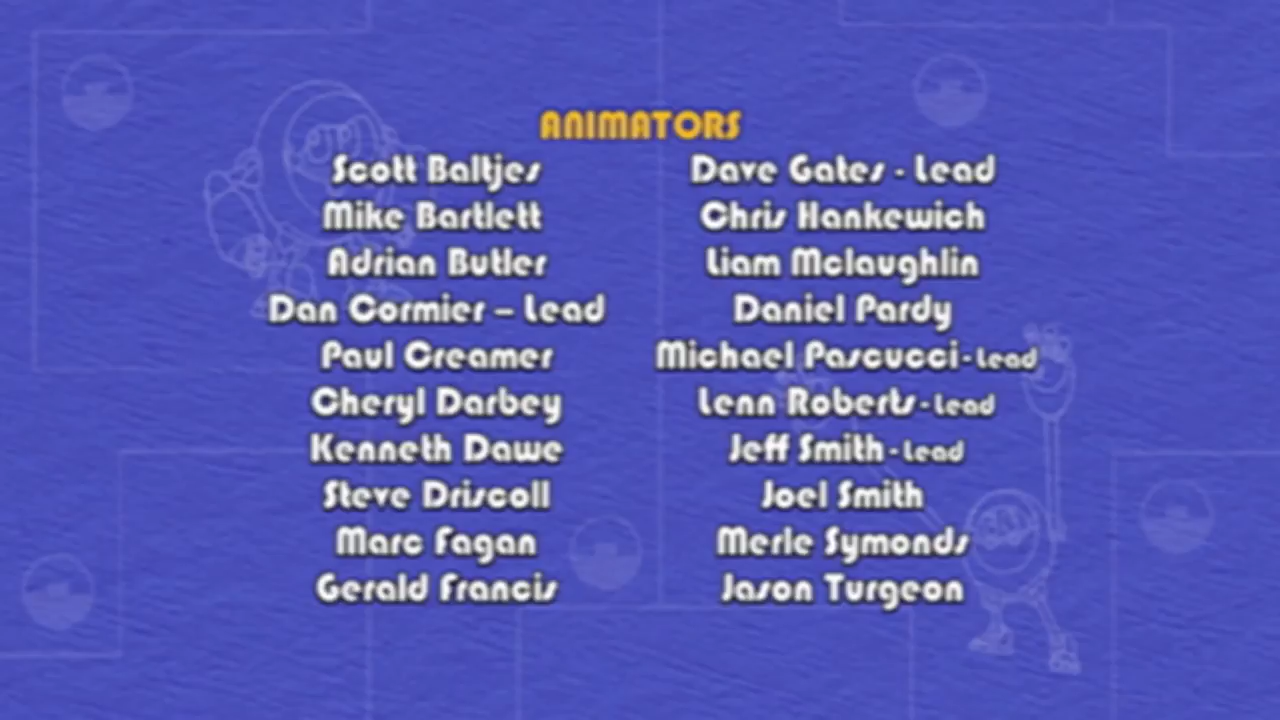 ANIMATORS
Scott Baltjes
Mike Bartlett
Adrian Butler
Dan Cormier – Lead
Paul Creamer
Cheryl Darbey
Kenneth Dawe
Steve Driscoll
Marc Fagan
Gerald Francis
Dave Gates - Lead
Chris Hankewich
Liam Mclaughlin
Daniel Pardy
Michael Pascucci - Lead
Lenn Roberts - Lead
Jeff Smith - Lead
Joel Smith
Merle Symonds
Jason Turgeon